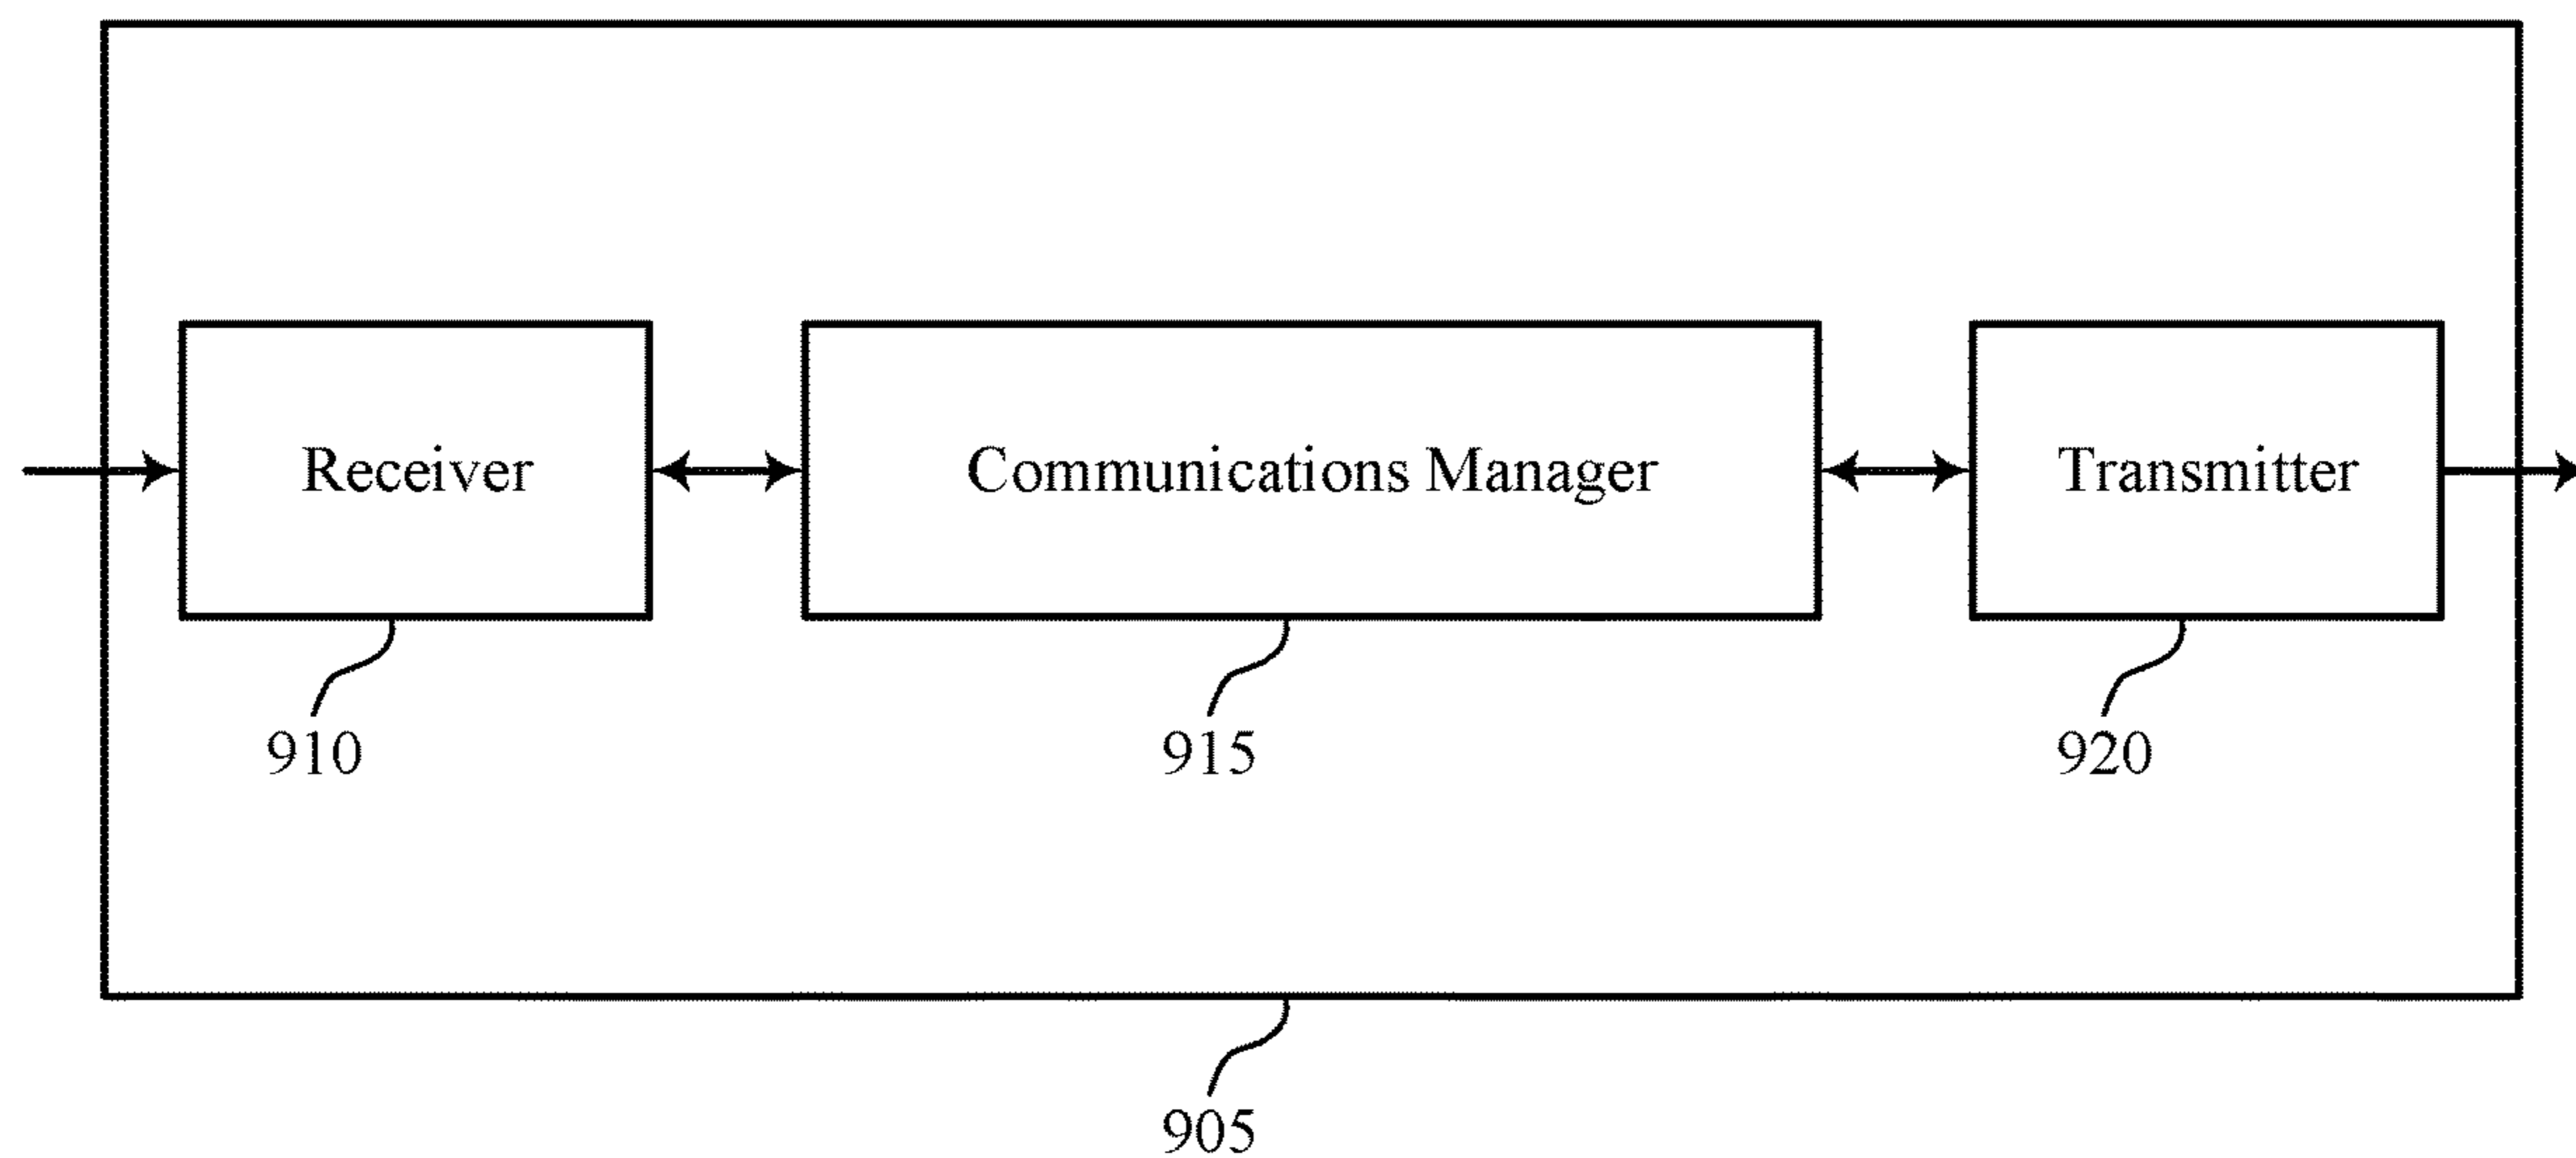 Receiver
Communications Manager
Transmitter
910
915
920
905